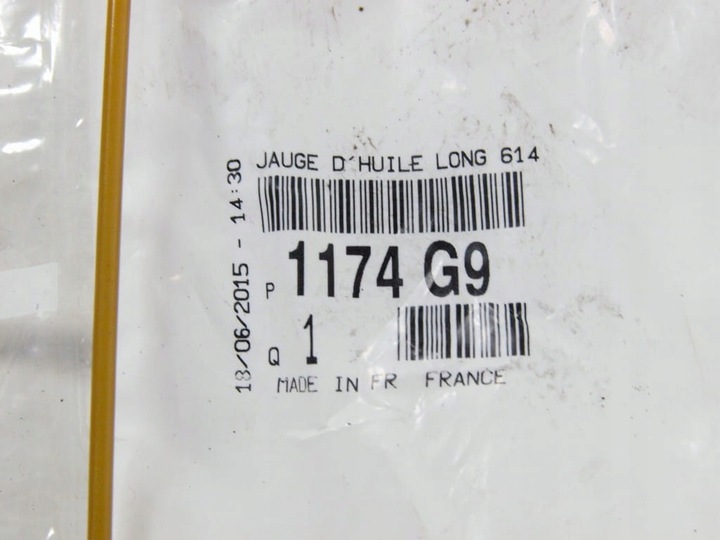 JAUGE D'HUILE LONG 614
P 1174 G9
Q 1
MADE IN FR FRANCE
18/06/2015 - 14:30